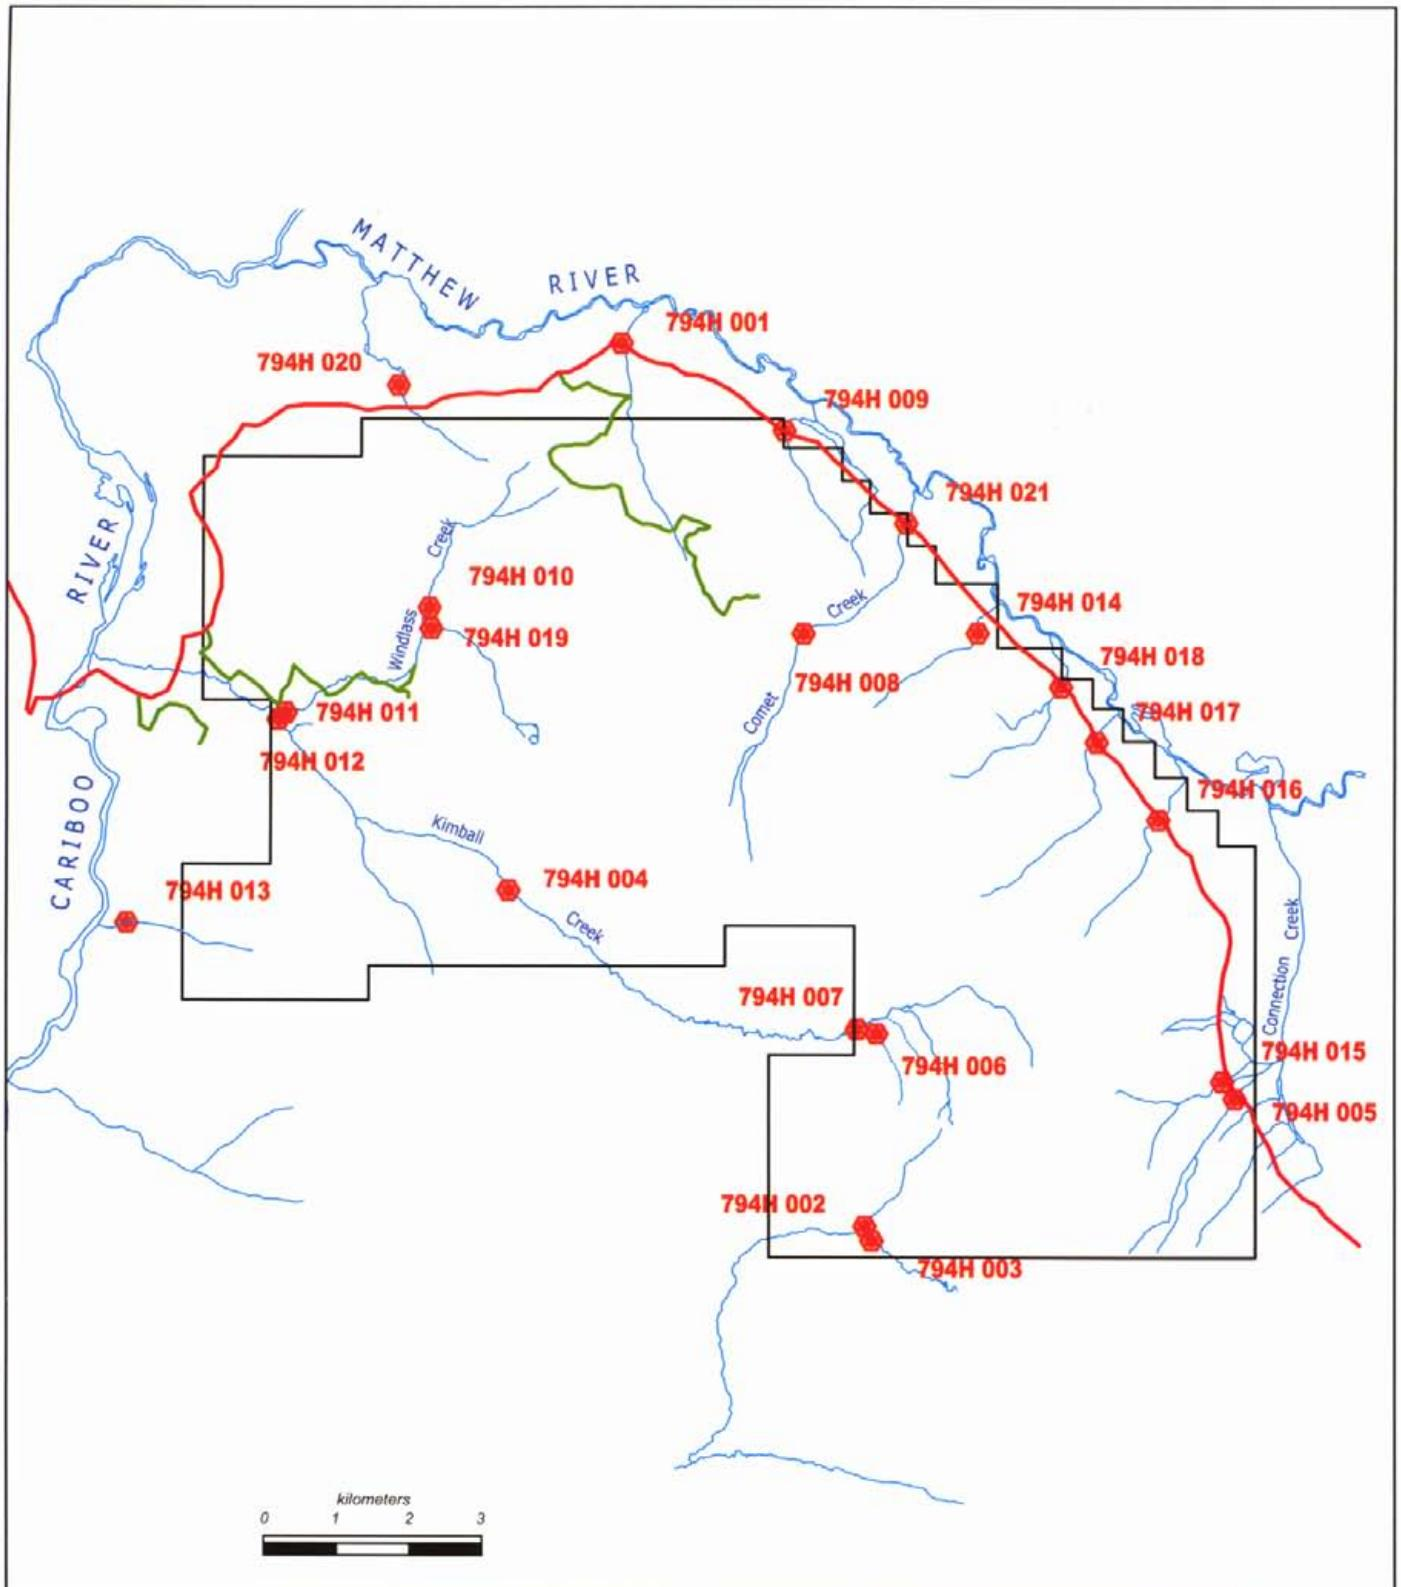 MATTHEW RIVER
794H 001
794H 020
794H 009
794H 021
Creek
RIVER
794H 010
794H 014
Creek
794H 019
Windlass
794H 018
794H 008
794H 011
Comet
794H 017
794H 012
794H 016
CARIBOO
Kimball
794H 004
794H 013
Creek
Creek
794H 007
Connection
794H 015
794H 006
794H 005
794H 002
794H 003
kilometers
0 1 2 3